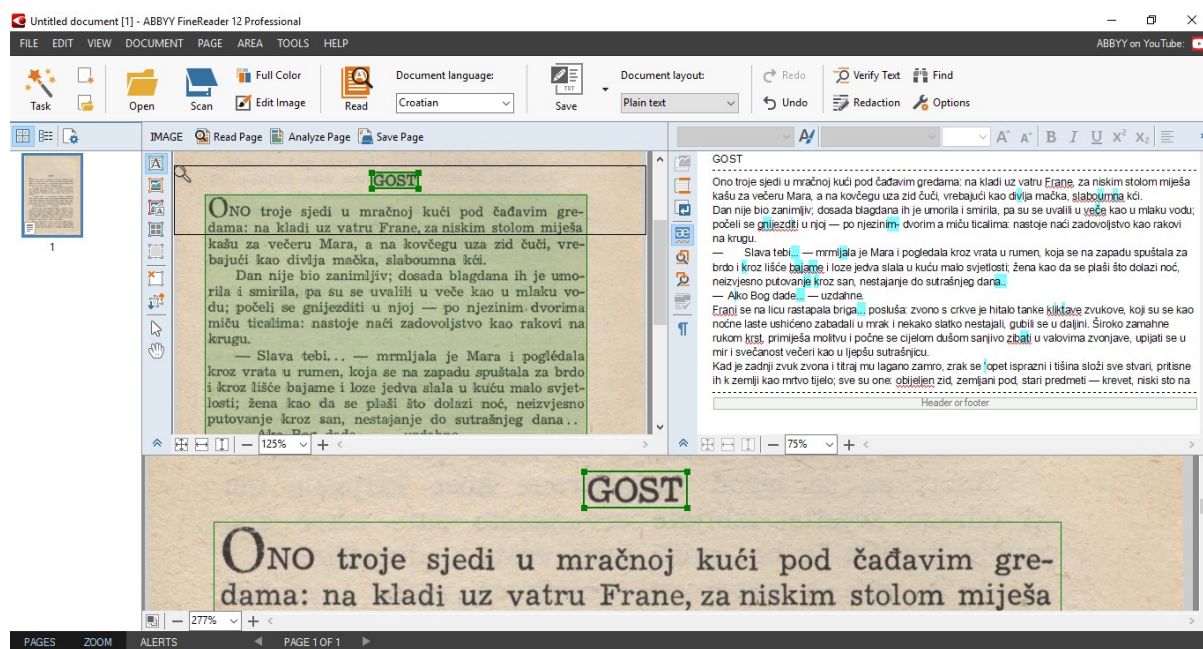 Untitled document [1] - ABBYY FineReader 12 Professional
FILE EDIT VIEW DOCUMENT PAGE AREA TOOLS HELP
ABBYY on YouTube:
Task
Open
Scan
Full Color
Edit Image
Read
Document language:
Croatian
Save
Document layout:
Plain text
Redo
Undo
Verify Text
Find
Redaction
Options
IMAGE Read Page Analyze Page Save Page
1
GOST
ONO troje sjedi u mračnoj kući pod čađavim gre-
dama: na kladi uz vatru Frane, za niskim stolom miješa
kašu za večeru Mara, a na kovčegu uza zid čuči, vre-
bajući kao divlja mačka, slaboumna kći.
Dan nije bio zanimljiv; dosada blagdana ih je umo-
rila i smirila, pa su se uvalili u veče kao u mlaku vo-
du; počeli se gnijezditi u njoj — po njezinim dvorima
miču ticalima: nastoje naći zadovoljstvo kao rakovi na
krugu.
— Slava tebi... — mrmljala je Mara i poglédala
kroz vrata u rumen, koja se na zapadu spuštala za brdo
i kroz lišće bajame i loze jedva slala u kuću malo svjet-
losti; žena kao da se plaši što dolazi noć, neizvjesno
putovanje kroz san, nestajanje do sutrašnjeg dana..
125%
GOST
Ono troje sjedi u mračnoj kući pod čađavim gredama: na kladi uz vatru Frane, za niskim stolom miješa
kašu za večeru Mara, a na kovčegu uza zid čuči, vrebajući kao divlja mačka, slaboumna kći.
Dan nije bio zanimljiv; dosada blagdana ih je umorila i smirila, pa su se uvalili u veče kao u mlaku vodu;
počeli se gnijezditi u njoj — po njezinim- dvorim a miču ticalima: nastoje naći zadovoljstvo kao rakovi
na krugu.
— Slava tebi... — mrmljala je Mara i pogledala kroz vrata u rumen, koja se na zapadu spuštala za
brdo i kroz lišće bajame i loze jedva slala u kuću malo svjetlosti; žena kao da se plaši što dolazi noć,
neizvjesno putovanje kroz san, nestajanje do sutrašnjeg dana..
— Ako Bog dade... — uzdahne.
Frani se na licu rastapala briga... posluša: zvono s crkve je hitalo tanke kliktave zvukove, koji su se kao
noćne laste ushićeno zabadali u mrak i nekako slatko nestajali, gubili se u daljini. Široko zamahne
rukom krst, primiješa molitvu i počne se cijelom dušom sanjivo zibati u valovima zvonjave, upijati se u
mir i svečanost večeri kao u ljepšu sutrašnjicu.
Kad je zadnji zvuk zvona i titraj mu lagano zamro, zrak se 'opet isprazni i tišina složi sve stvari, pritisne
ih k zemlji kao mrtvo tijelo; sve su one: obijeljen zid, zemljani pod, stari predmeti — krevet, niski sto na
Header or footer
75%
GOST
ONO troje sjedi u mračnoj kući pod čađavim gre-
dama: na kladi uz vatru Frane, za niskim stolom miješa
277%
PAGES ZOOM ALERTS PAGE 1 OF 1